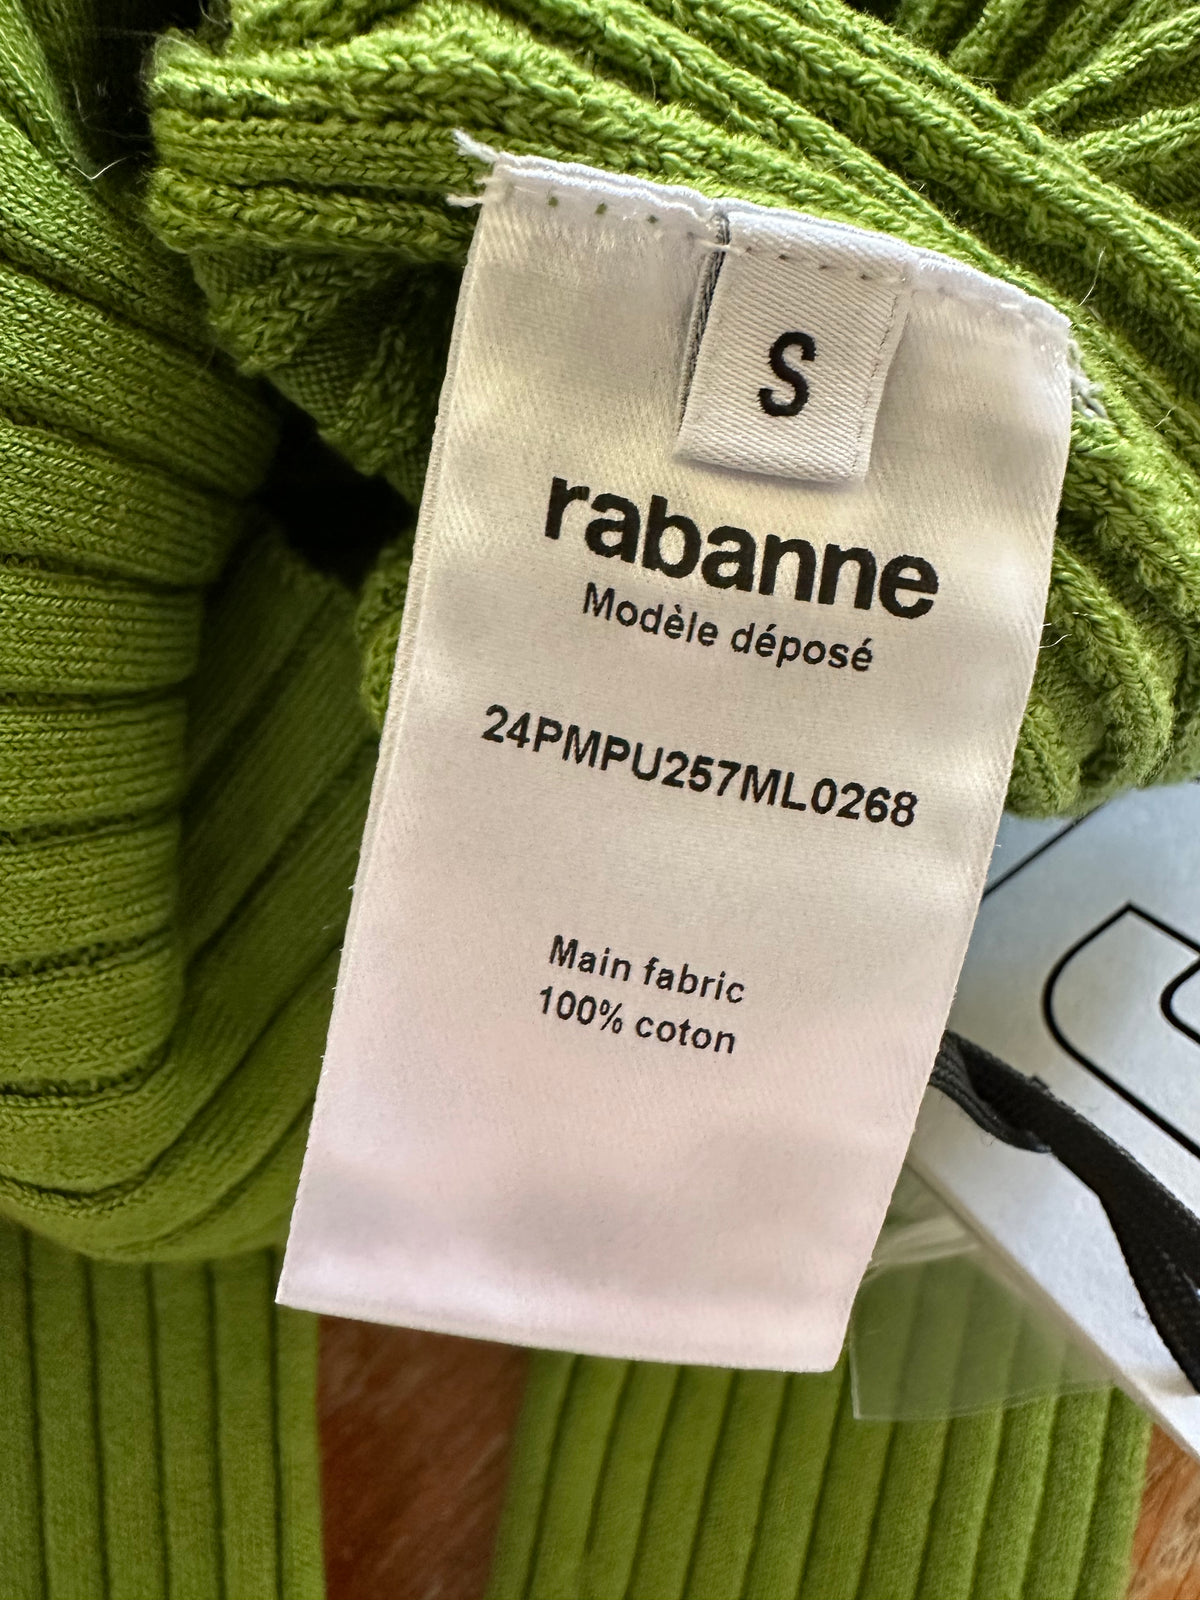 S
rabanne
Modèle déposé
24PMPU257ML0268
Main fabric
100% coton